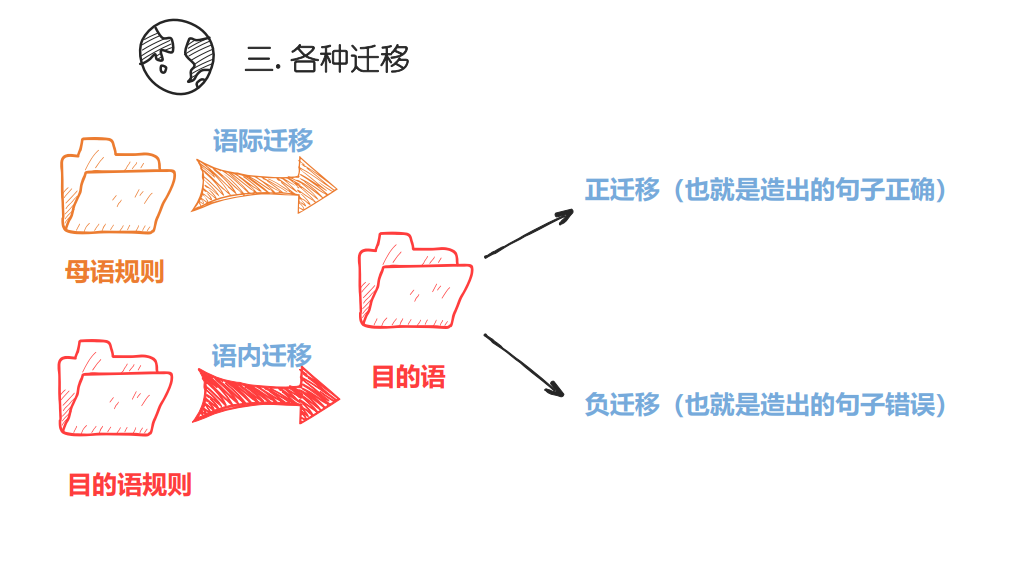 三. 各种迁移
语际迁移
母语规则
正迁移（也就是造出的句子正确）
语内迁移
目的语
目的语规则
负迁移（也就是造出的句子错误）